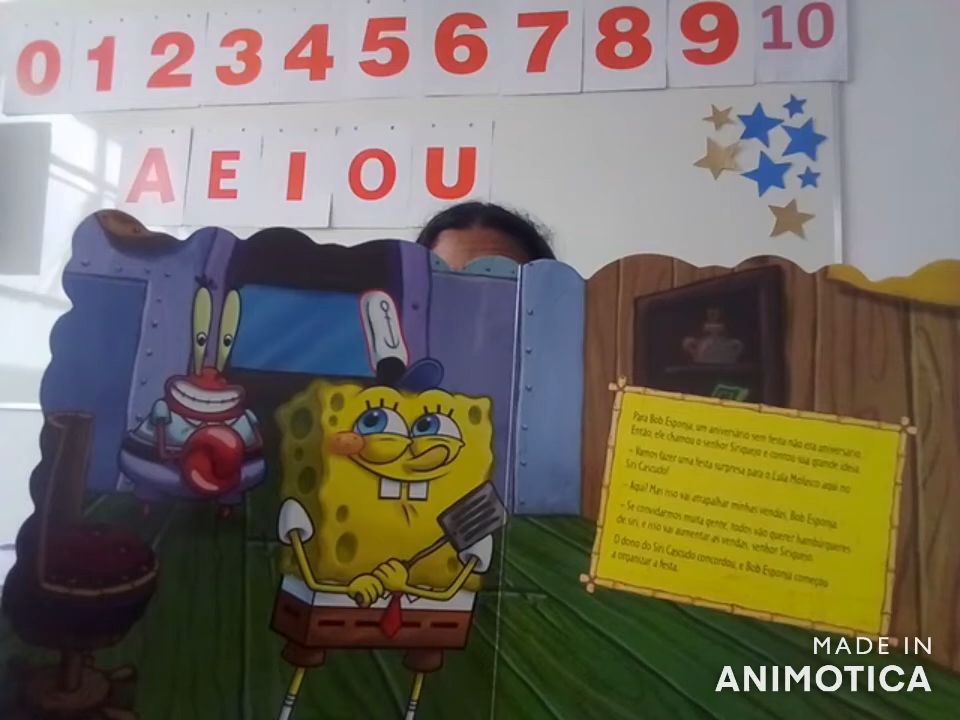 0 1 2 3 4 5 6 7 8 9 10
A E I O U
Para Bob Esponja, um aniversário sem festa não era aniversário.
Então, ele chamou o senhor Sirigueijo e contou sua grande ideia:
– Vamos fazer uma festa surpresa para o Lula Molusco aqui no
Siri Cascudo!
– Aqui? Mas isso vai atrapalhar minhas vendas, Bob Esponja.
– Se convidarmos muita gente, todos vão querer hambúrgueres
de siri, e isso vai aumentar as vendas, senhor Sirigueijo.
O dono do Siri Cascudo concordou, e Bob Esponja começou
a organizar a festa.
MADE IN
ANIMOTICA